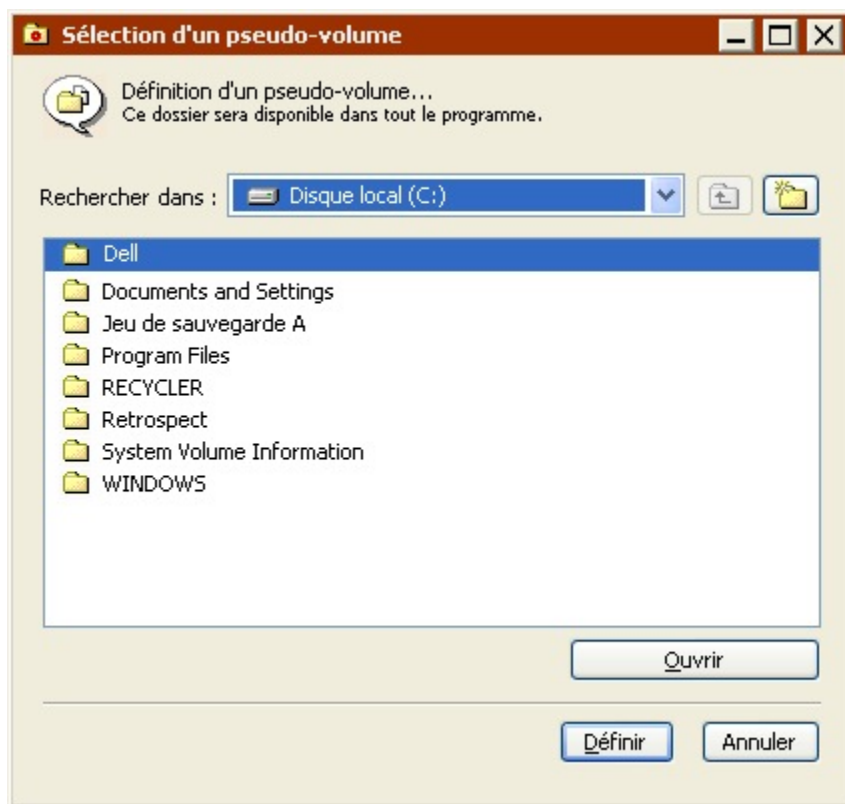 Sélection d'un pseudo-volume
Définition d'un pseudo-volume...
Ce dossier sera disponible dans tout le programme.
Rechercher dans : Disque local (C:)
Dell
Documents and Settings
Jeu de sauvegarde A
Program Files
RECYCLER
Retrospect
System Volume Information
WINDOWS
Ouvrir
Définir Annuler